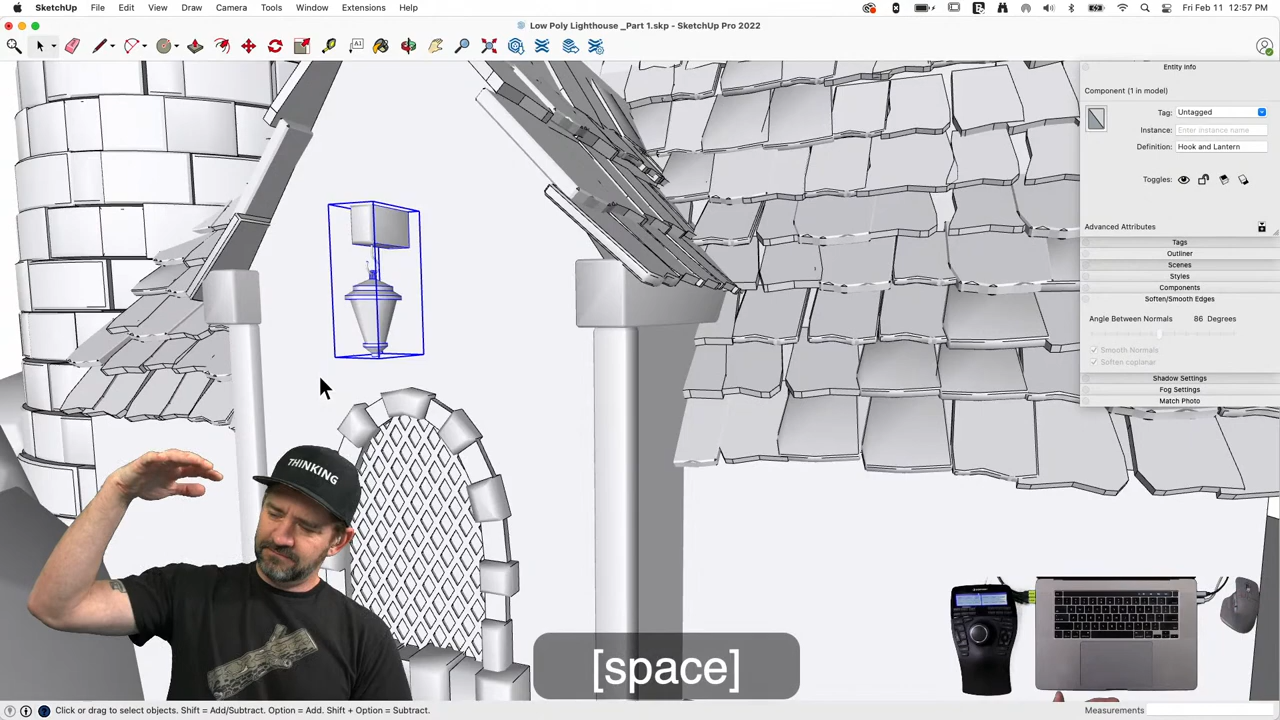 SketchUp File Edit View Draw Camera Tools Window Extensions Help Fri Feb 11 12:57 PM
Low Poly Lighthouse _Part 1.skp - SketchUp Pro 2022
Entity Info
Component (1 in model)
Tag: Untagged
Instance: Enter instance name
Definition: Hook and Lantern
Toggles:
Advanced Attributes
Tags
Outliner
Scenes
Styles
Components
Soften/Smooth Edges
Angle Between Normals 86 Degrees
Smooth Normals
Soften coplanar
Shadow Settings
Fog Settings
Match Photo
THINKING
[space]
Click or drag to select objects. Shift = Add/Subtract. Option = Add. Shift + Option = Subtract. Measurements